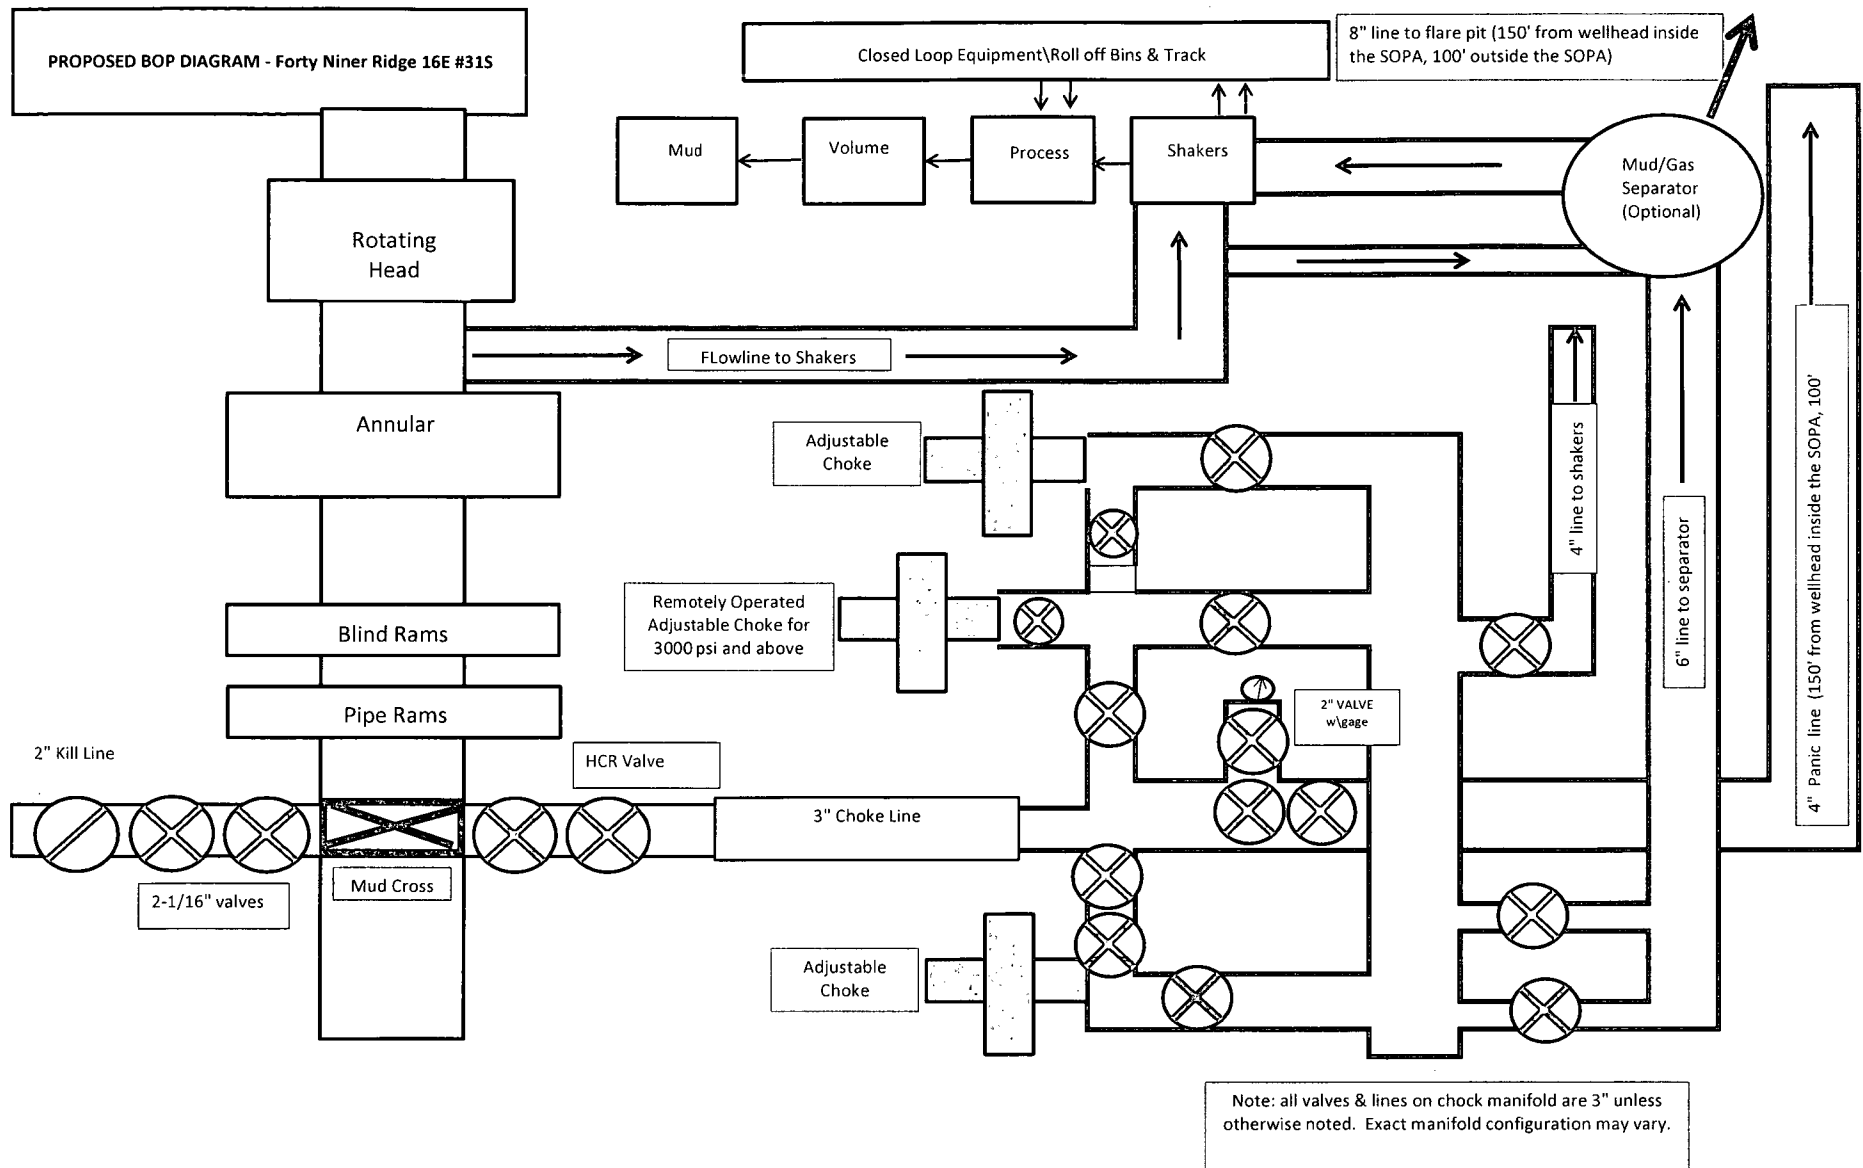 PROPOSED BOP DIAGRAM - Forty Niner Ridge 16E #31S
Closed Loop Equipment\Roll off Bins & Track
8" line to flare pit (150' from wellhead inside
the SOPA, 100' outside the SOPA)
Mud
Volume
Process
Shakers
Mud/Gas
Separator
(Optional)
Rotating
Head
FLowline to Shakers
Annular
Adjustable
Choke
4" line to shakers
6" line to separator
4" Panic line (150' from wellhead inside the SOPA, 100'
Remotely Operated
Adjustable Choke for
3000 psi and above
Blind Rams
Pipe Rams
2" VALVE
w\gage
2" Kill Line
HCR Valve
3" Choke Line
Mud Cross
2-1/16" valves
Adjustable
Choke
Note: all valves & lines on chock manifold are 3" unless
otherwise noted. Exact manifold configuration may vary.